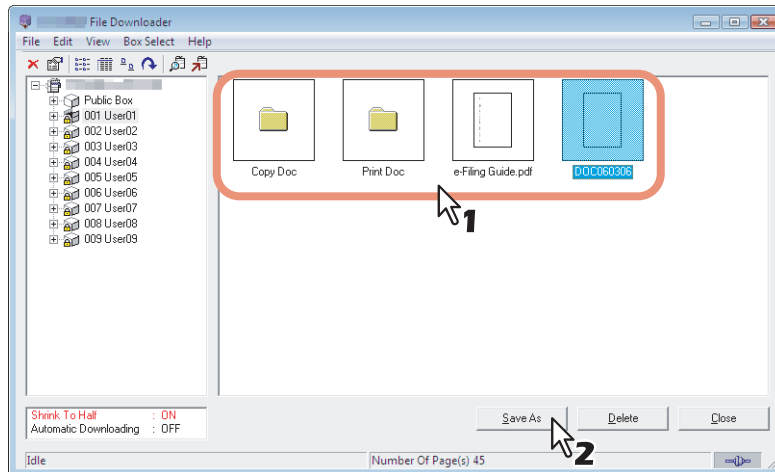 File Downloader
File Edit View Box Select Help
Public Box
001 User01
002 User02
003 User03
004 User04
005 User05
006 User06
007 User07
008 User08
009 User09
Copy Doc
Print Doc
e-Filing Guide.pdf
DOC060306
1
Shrink To Half : ON
Automatic Downloading : OFF
Save As
Delete
Close
2
Idle
Number Of Page(s) 45